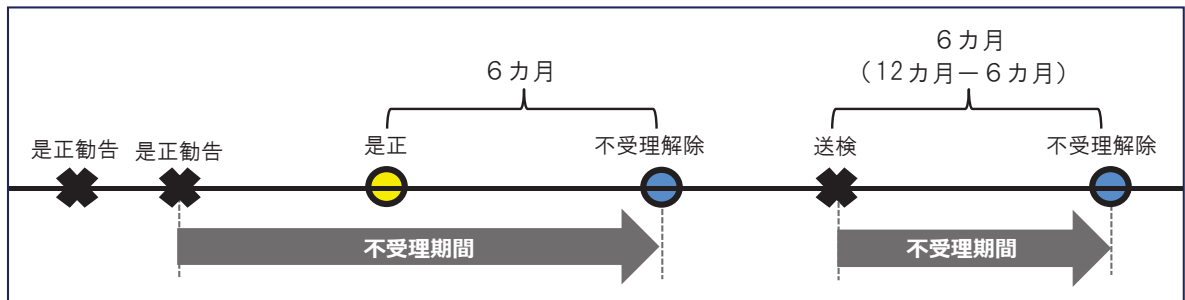 6カ月
6カ月
(12カ月－6カ月)
是正勧告
是正勧告
是正
不受理解除
送検
不受理解除
不受理期間
不受理期間